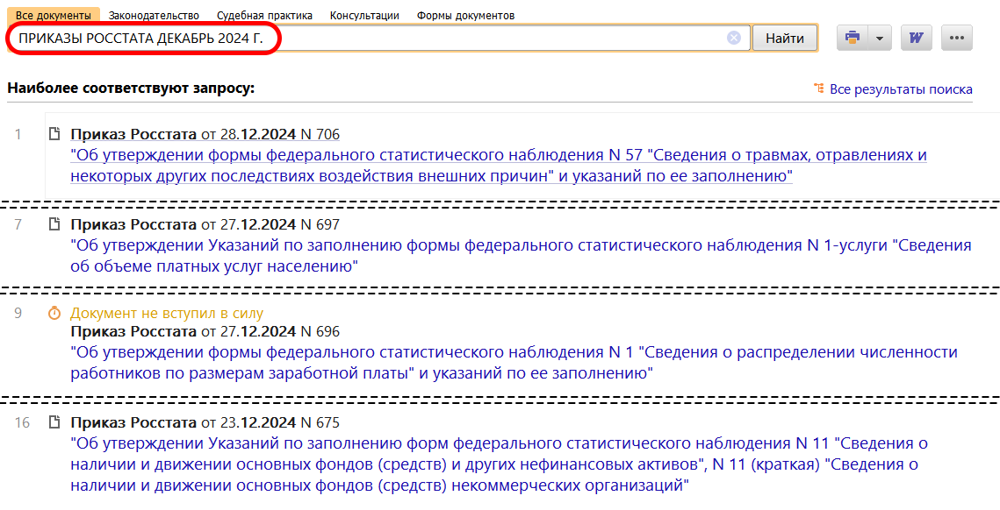 Все документы Законодательство Судебная практика Консультации Формы документов
ПРИКАЗЫ РОССТАТА ДЕКАБРЬ 2024 Г. Найти W
Наиболее соответствуют запросу: Все результаты поиска
1 Приказ Росстата от 28.12.2024 N 706
"Об утверждении формы федерального статистического наблюдения N 57 "Сведения о травмах, отравлениях и
некоторых других последствиях воздействия внешних причин" и указаний по ее заполнению"
7 Приказ Росстата от 27.12.2024 N 697
"Об утверждении Указаний по заполнению формы федерального статистического наблюдения N 1-услуги "Сведения
об объеме платных услуг населению"
9 Документ не вступил в силу
Приказ Росстата от 27.12.2024 N 696
"Об утверждении формы федерального статистического наблюдения N 1 "Сведения о распределении численности
работников по размерам заработной платы" и указаний по ее заполнению"
16 Приказ Росстата от 23.12.2024 N 675
"Об утверждении Указаний по заполнению форм федерального статистического наблюдения N 11 "Сведения о
наличии и движении основных фондов (средств) и других нефинансовых активов", N 11 (краткая) "Сведения о
наличии и движении основных фондов (средств) некоммерческих организаций"